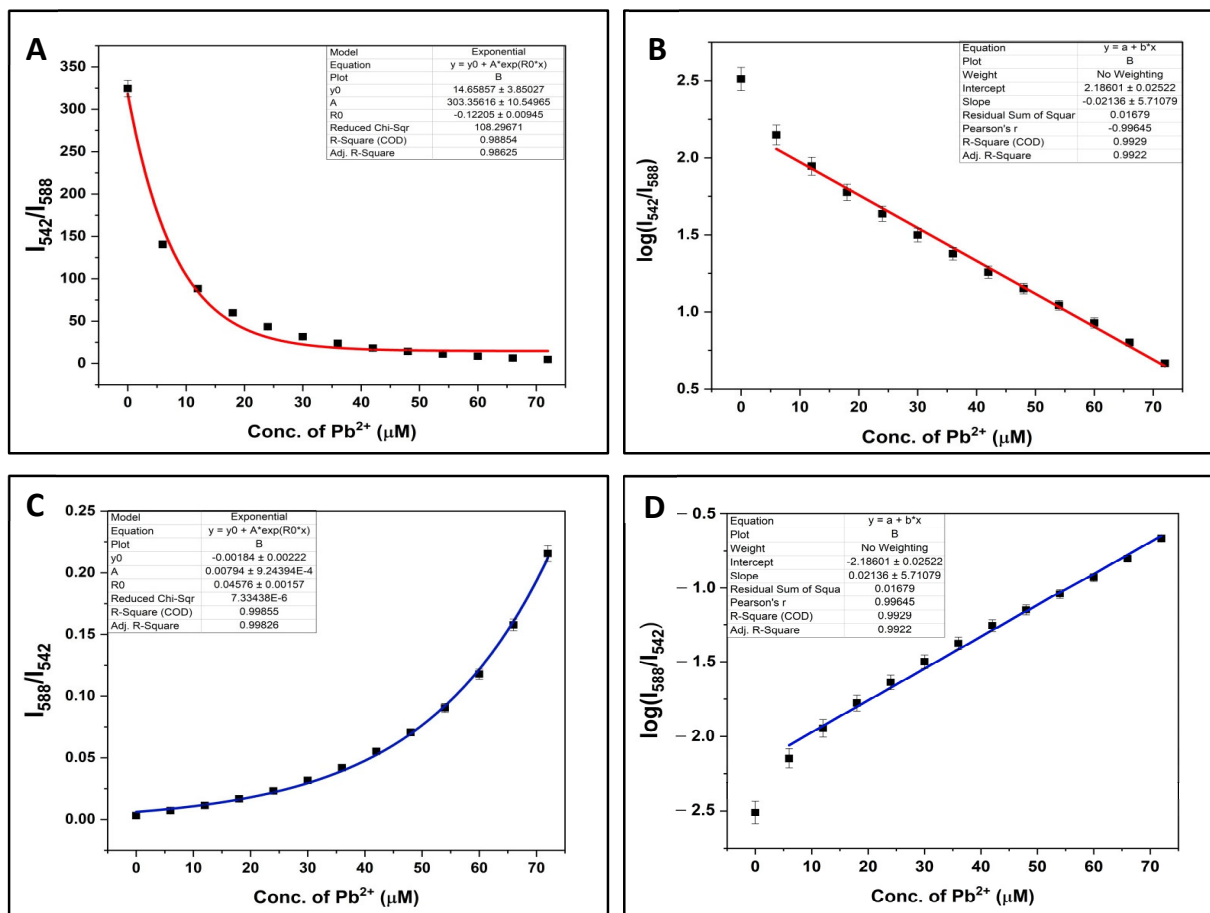 A
Model Exponential
Equation y = y0 + A*exp(R0*x)
Plot B
y0 14.65857 ± 3.85027
A 303.35616 ± 10.54965
R0 -0.12205 ± 0.00945
Reduced Chi-Sqr 108.29671
R-Square (COD) 0.98854
Adj. R-Square 0.98625
I542/I588
350
300
250
200
150
100
50
0
0 10 20 30 40 50 60 70
Conc. of Pb2+ (μM)
B
Equation y = a + b*x
Plot B
Weight No Weighting
Intercept 2.18601 ± 0.02522
Slope -0.02136 ± 5.71079
Residual Sum of Squar 0.01679
Pearson's r -0.99645
R-Square (COD) 0.9929
Adj. R-Square 0.9922
log(I542/I588)
2.5
2.0
1.5
1.0
0.5
0 10 20 30 40 50 60 70
Conc. of Pb2+ (μM)
C
Model Exponential
Equation y = y0 + A*exp(R0*x)
Plot B
y0 -0.00184 ± 0.00222
A 0.00794 ± 9.24394E-4
R0 0.04576 ± 0.00157
Reduced Chi-Sqr 7.33438E-6
R-Square (COD) 0.99855
Adj. R-Square 0.99826
I588/I542
0.25
0.20
0.15
0.10
0.05
0.00
0 10 20 30 40 50 60 70
Conc. of Pb2+ (μM)
D
Equation y = a + b*x
Plot B
Weight No Weighting
Intercept -2.18601 ± 0.02522
Slope 0.02136 ± 5.71079
Residual Sum of Squa 0.01679
Pearson's r 0.99645
R-Square (COD) 0.9929
Adj. R-Square 0.9922
log(I588/I542)
− 0.5
− 1.0
− 1.5
− 2.0
− 2.5
0 10 20 30 40 50 60 70
Conc. of Pb2+ (μM)